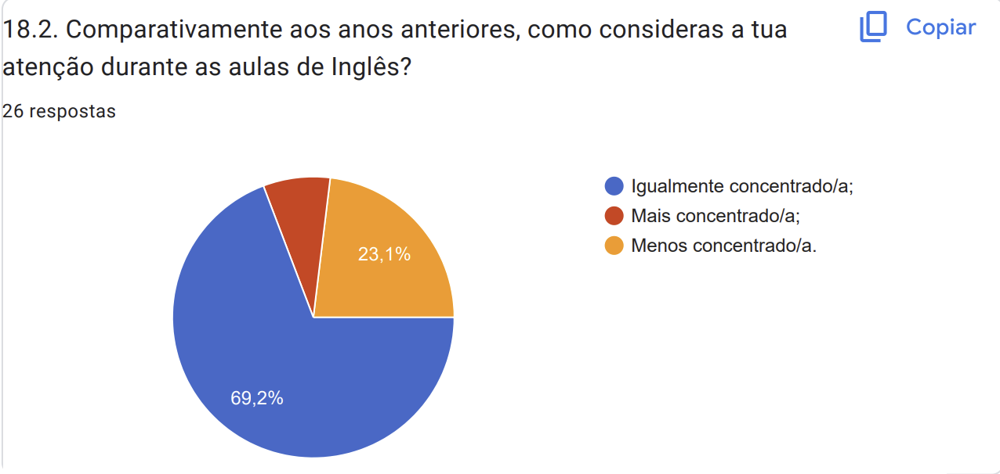 18.2. Comparativamente aos anos anteriores, como consideras a tua
atenção durante as aulas de Inglês?
Copiar
26 respostas
Igualmente concentrado/a;
Mais concentrado/a;
Menos concentrado/a.
23,1%
69,2%